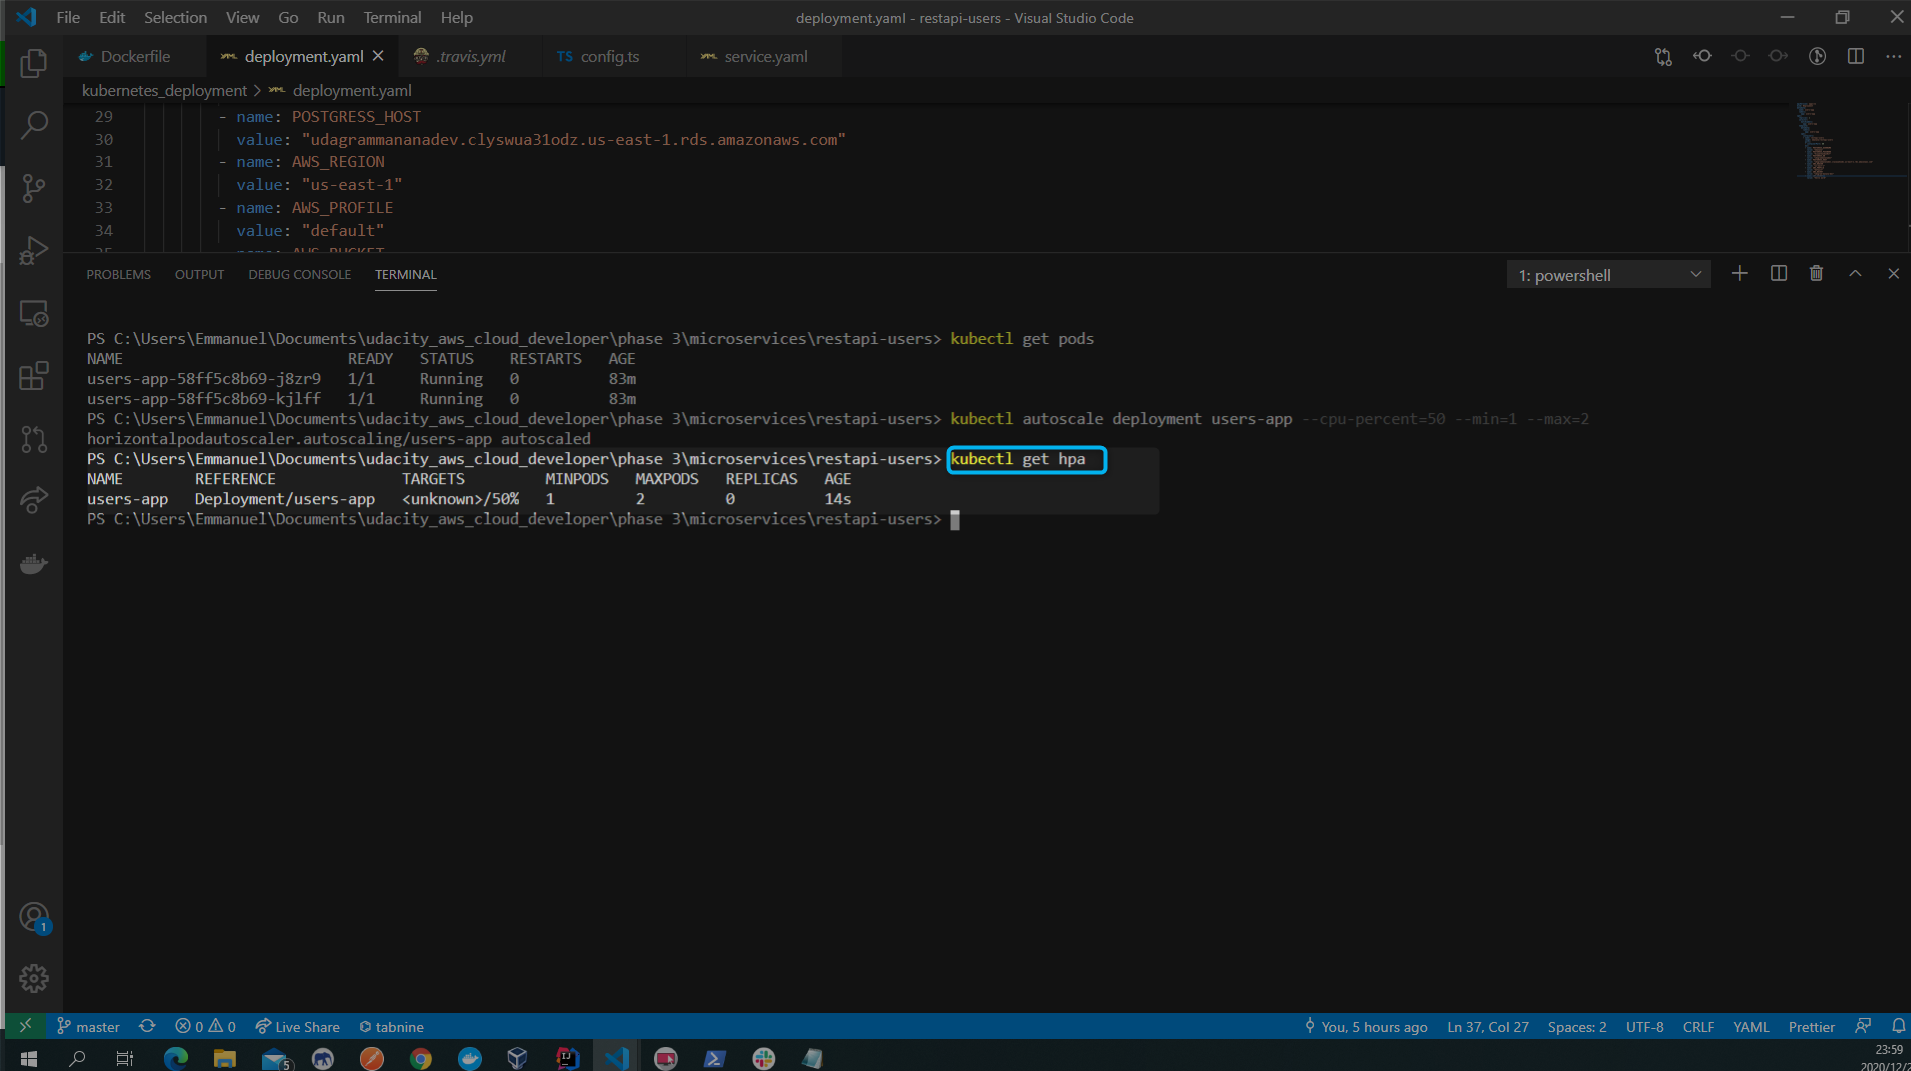 File Edit Selection View Go Run Terminal Help
deployment.yaml - restapi-users - Visual Studio Code
Dockerfile deployment.yaml .travis.yml TS config.ts service.yaml
kubernetes_deployment > deployment.yaml
29 - name: POSTGRESS_HOST
30 value: "udagrammananadev.clyswua31odz.us-east-1.rds.amazonaws.com"
31 - name: AWS_REGION
32 value: "us-east-1"
33 - name: AWS_PROFILE
34 value: "default"
35 - name: AWS_BUCKET
PROBLEMS OUTPUT DEBUG CONSOLE TERMINAL
1: powershell
PS C:\Users\Emmanuel\Documents\udacity_aws_cloud_developer\phase 3\microservices\restapi-users> kubectl get pods
NAME READY STATUS RESTARTS AGE
users-app-58ff5c8b69-j8zr9 1/1 Running 0 83m
users-app-58ff5c8b69-kjlff 1/1 Running 0 83m
PS C:\Users\Emmanuel\Documents\udacity_aws_cloud_developer\phase 3\microservices\restapi-users> kubectl autoscale deployment users-app --cpu-percent=50 --min=1 --max=2
horizontalpodautoscaler.autoscaling/users-app autoscaled
PS C:\Users\Emmanuel\Documents\udacity_aws_cloud_developer\phase 3\microservices\restapi-users> kubectl get hpa
NAME REFERENCE TARGETS MINPODS MAXPODS REPLICAS AGE
users-app Deployment/users-app <unknown>/50% 1 2 0 14s
PS C:\Users\Emmanuel\Documents\udacity_aws_cloud_developer\phase 3\microservices\restapi-users>
1
master 0 0 Live Share tabnine
You, 5 hours ago Ln 37, Col 27 Spaces: 2 UTF-8 CRLF YAML Prettier
5
23:59
2020/12/2